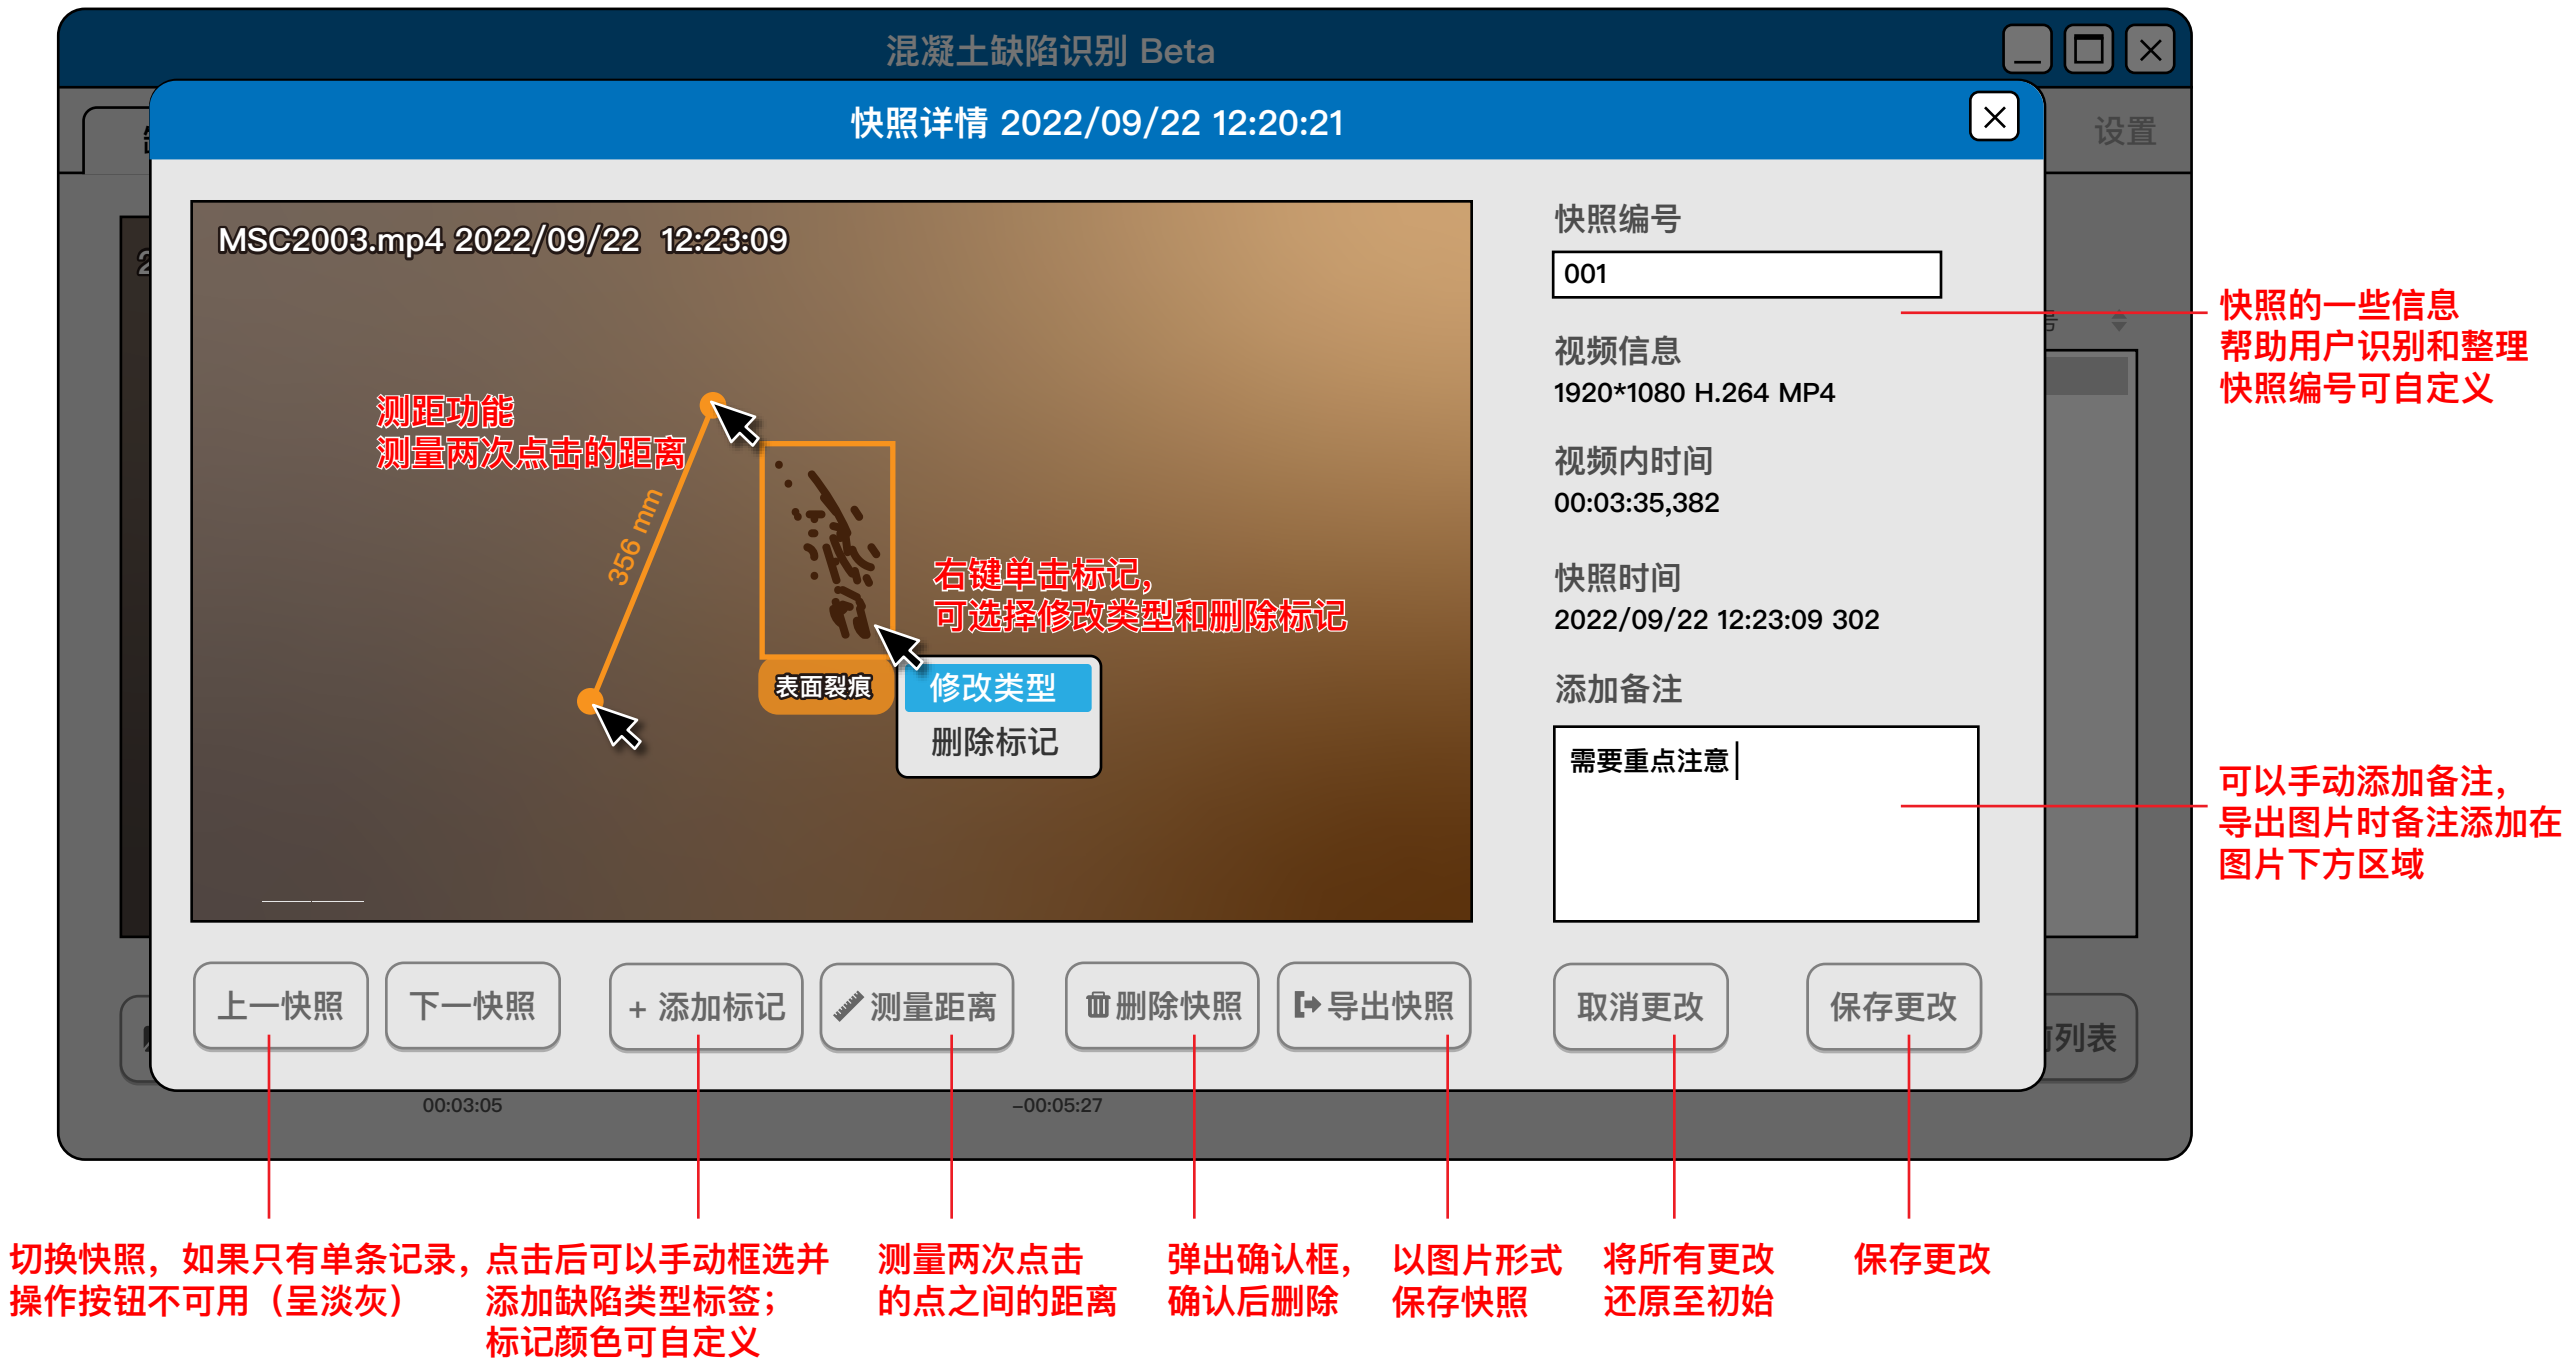 混凝土缺陷识别 Beta
快照详情 2022/09/22 12:20:21
设置
MSC2003.mp4 2022/09/22  12:23:09
测距功能
测量两次点击的距离
356 mm
右键单击标记，
可选择修改类型和删除标记
表面裂痕
修改类型
删除标记
快照编号
001
视频信息
1920*1080 H.264 MP4
视频内时间
00:03:35,382
快照时间
2022/09/22 12:23:09 302
添加备注
需要重点注意
快照的一些信息
帮助用户识别和整理
快照编号可自定义
号
可以手动添加备注，
导出图片时备注添加在
图片下方区域
上一快照
下一快照
+ 添加标记
测量距离
删除快照
导出快照
取消更改
保存更改
列表
00:03:05
-00:05:27
切换快照，如果只有单条记录，
操作按钮不可用（呈淡灰）
点击后可以手动框选并
添加缺陷类型标签；
标记颜色可自定义
测量两次点击
的点之间的距离
弹出确认框，
确认后删除
以图片形式
保存快照
将所有更改
还原至初始
保存更改